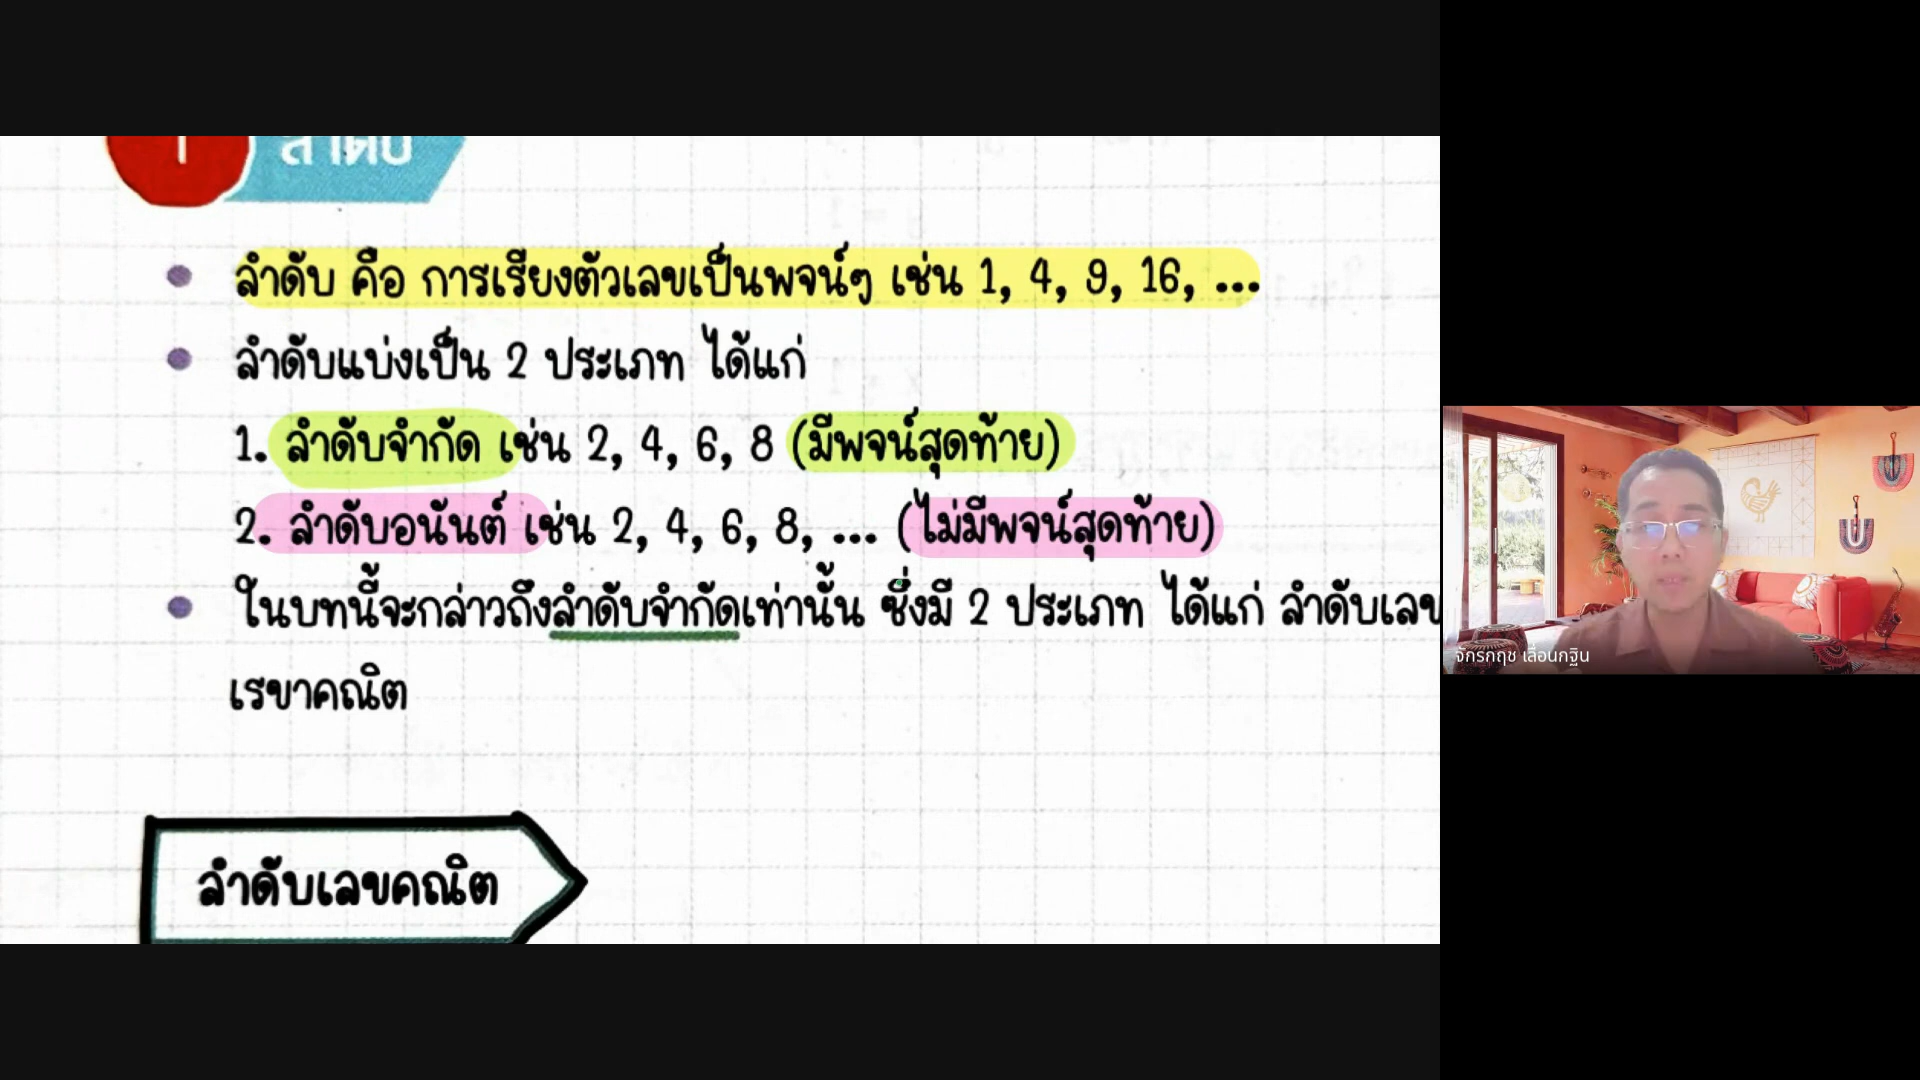 1 ลำดับ
ลำดับ คือ การเรียงตัวเลขเป็นพจน์ๆ เช่น 1, 4, 9, 16, ...
ลำดับแบ่งเป็น 2 ประเภท ได้แก่
1. ลำดับจำกัด เช่น 2, 4, 6, 8 (มีพจน์สุดท้าย)
2. ลำดับอนันต์ เช่น 2, 4, 6, 8, ... (ไม่มีพจน์สุดท้าย)
ในบทนี้จะกล่าวถึงลำดับจำกัดเท่านั้น ซึ่งมี 2 ประเภท ได้แก่ ลำดับเลข
เรขาคณิต
จักรกฤช เลื่อนกฐิน
ลำดับเลขคณิต